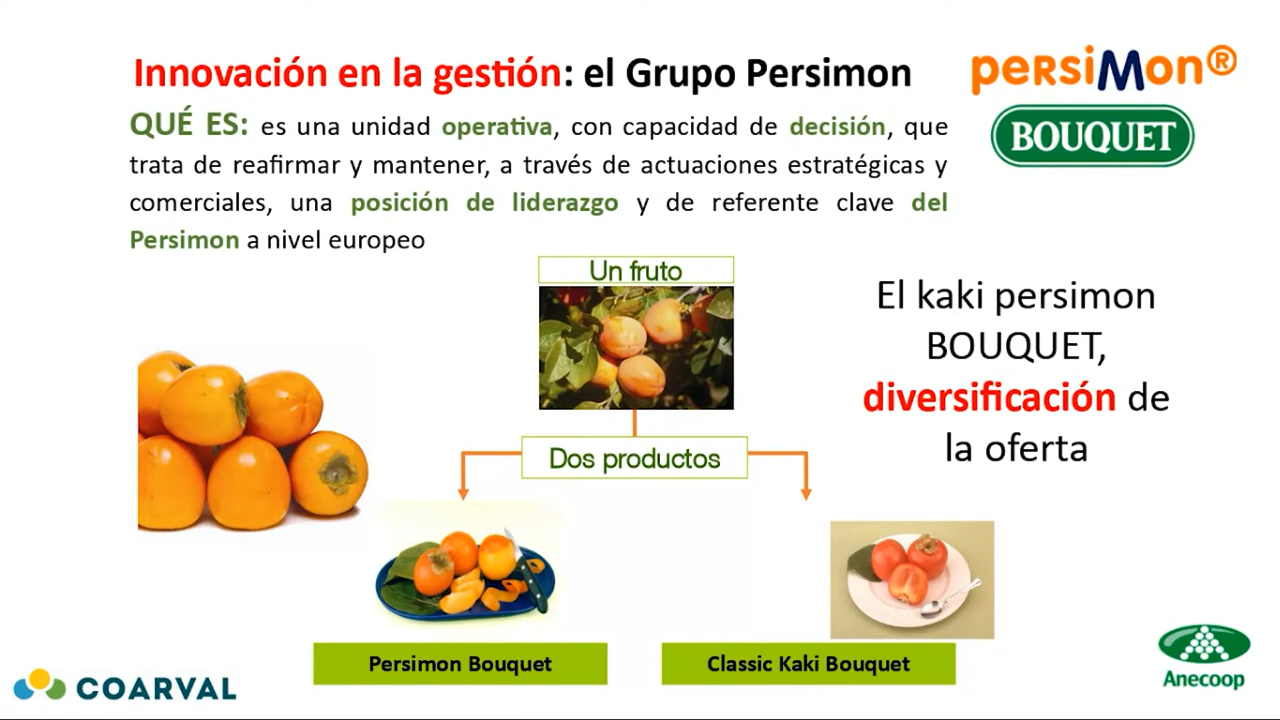 Innovación en la gestión: el Grupo Persimon
persiMon®
BOUQUET
QUÉ ES: es una unidad operativa, con capacidad de decisión, que
trata de reafirmar y mantener, a través de actuaciones estratégicas y
comerciales, una posición de liderazgo y de referente clave del
Persimon a nivel europeo
Un fruto
El kaki persimon
BOUQUET,
diversificación de
la oferta
Dos productos
Persimon Bouquet
Classic Kaki Bouquet
COARVAL
Anecoop